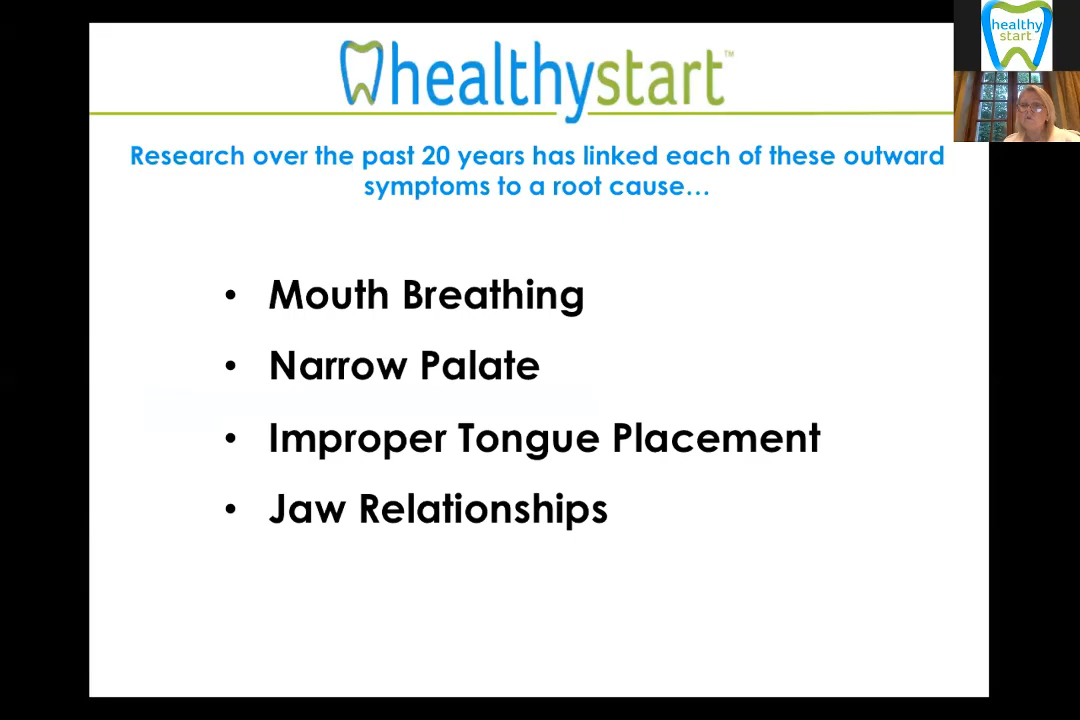 healthystart™
healthy
start
Research over the past 20 years has linked each of these outward
symptoms to a root cause…
• Mouth Breathing
• Narrow Palate
• Improper Tongue Placement
• Jaw Relationships